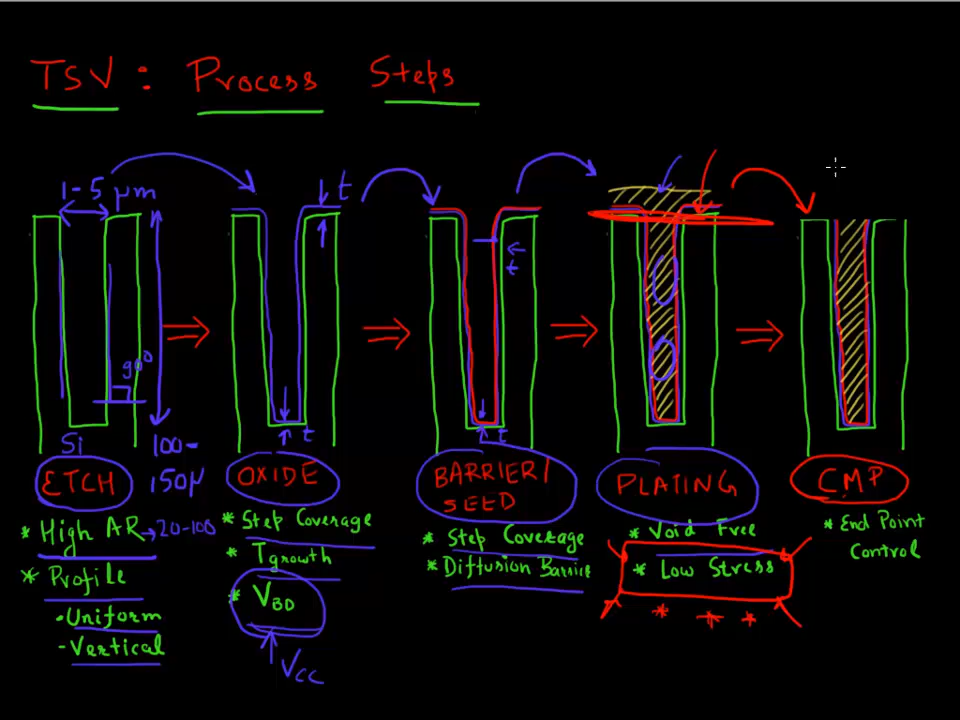 TSV : Process Steps
1-5 μm
t
t
90°
Si
100-
150μ
t
t
ETCH
OXIDE
BARRIER/
SEED
PLATING
CMP
* High AR → 20-100
* Profile
- Uniform
- Vertical
* Step Coverage
* Tgrowth
* VBD
VCC
* Step Coverage
* Diffusion Barrier
* Void Free
* Low Stress
* * *
* End Point
Control